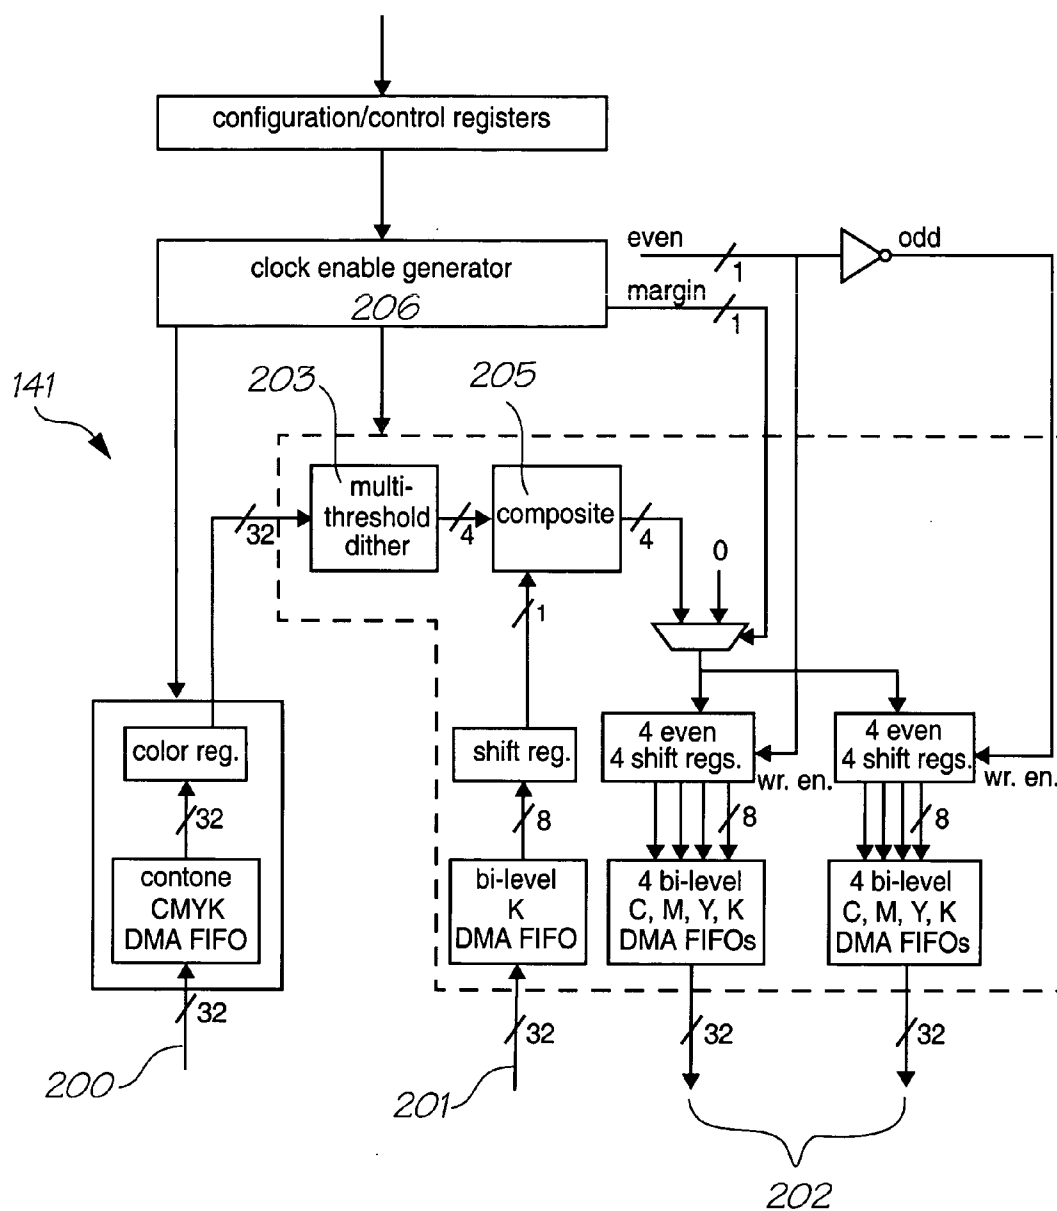 configuration/control registers
clock enable generator
206
even
1
odd
margin
1
141
203
205
multi-
threshold
dither
composite
32
4
4
0
1
color reg.
shift reg.
4 even
4 shift regs.
wr. en.
4 even
4 shift regs.
wr. en.
32
8
8
8
contone
CMYK
DMA FIFO
bi-level
K
DMA FIFO
4 bi-level
C, M, Y, K
DMA FIFOs
4 bi-level
C, M, Y, K
DMA FIFOs
32
32
32
32
200
201
202